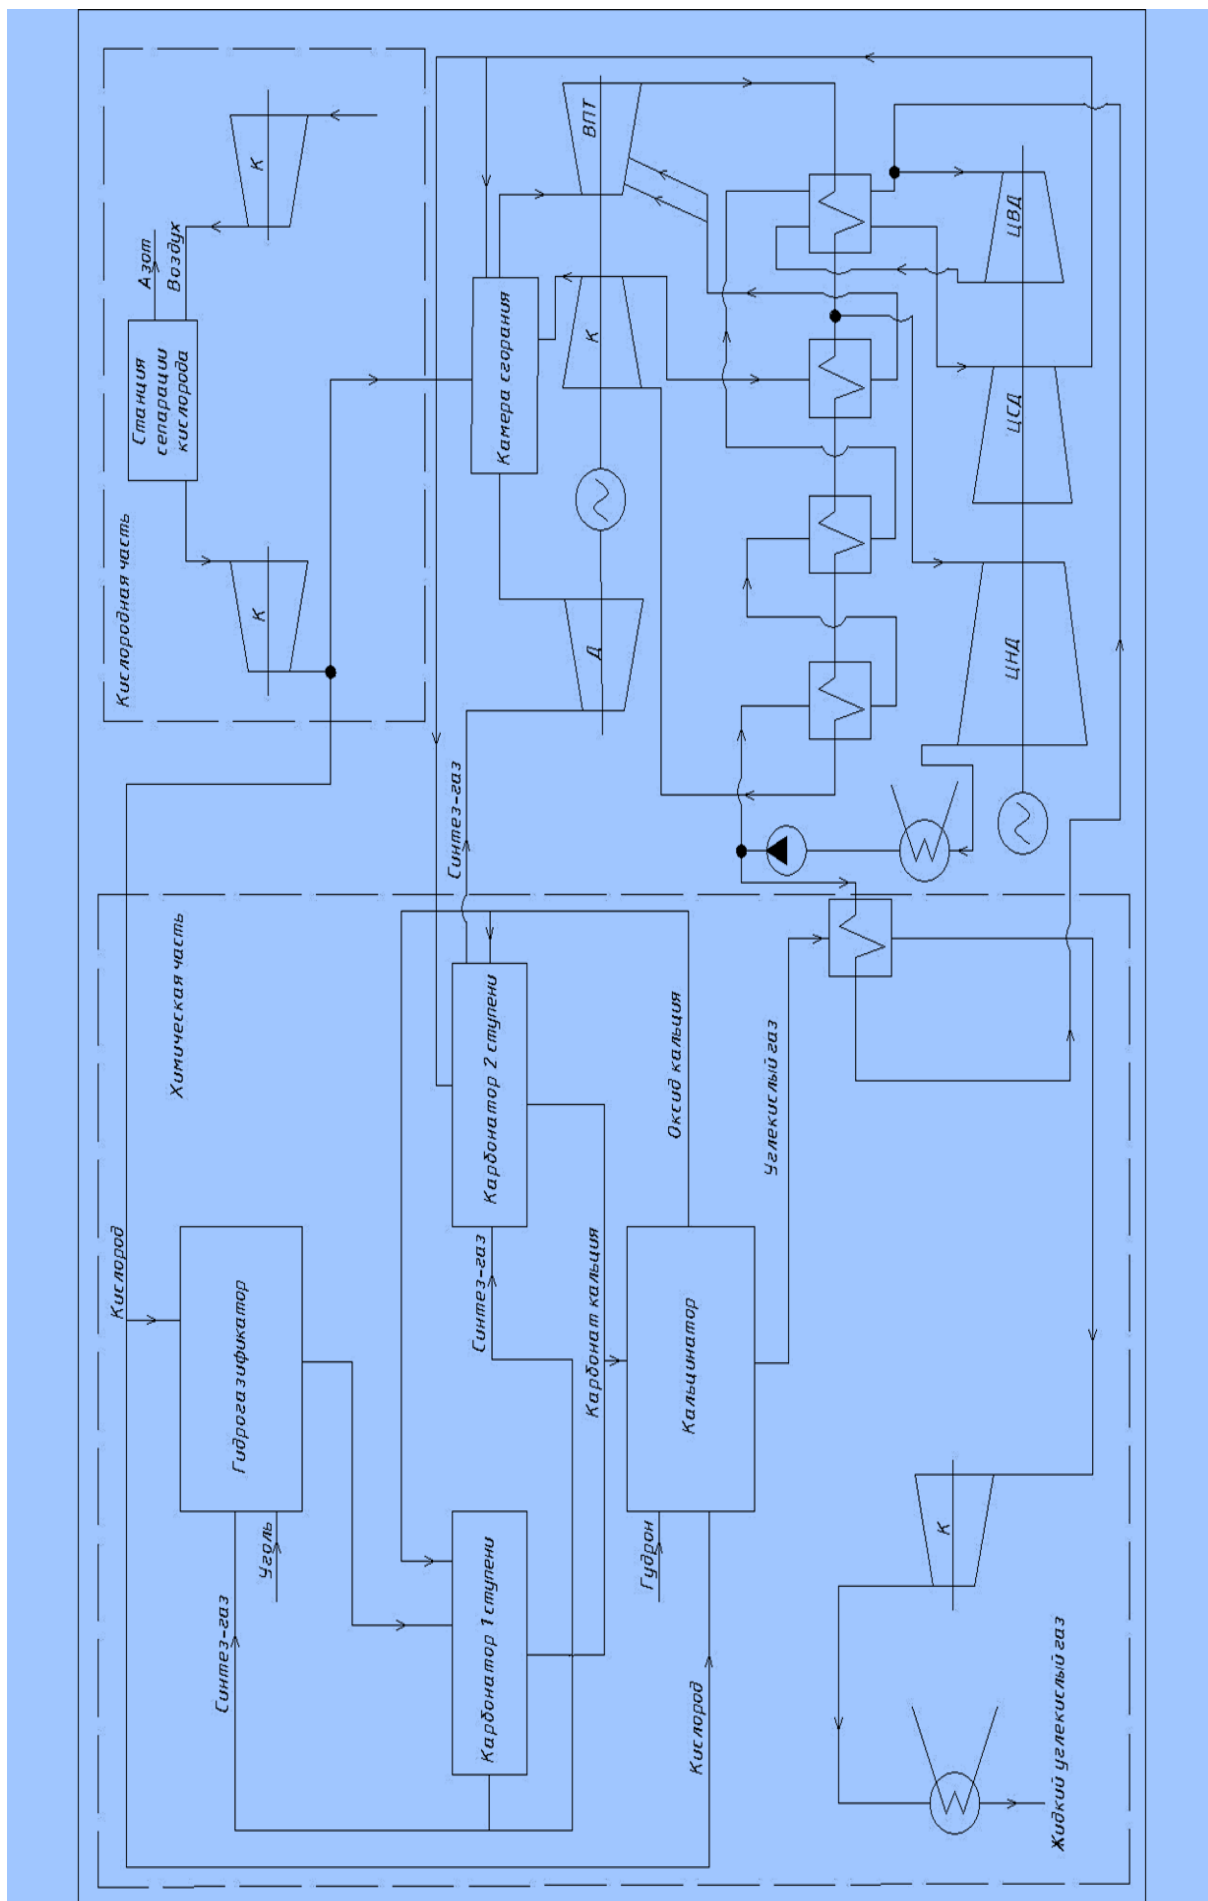 Кислородная часть
Станция
сепарации
кислорода
Азот
Воздух
К
К
Камера сгорания
ВПТ
К
Д
ЦВД
ЦСД
ЦНД
Синтез-газ
Химическая часть
Кислород
Гидрогазификатор
Уголь
Синтез-газ
Карбонатор 1 ступени
Карбонатор 2 ступени
Синтез-газ
Карбонат кальция
Оксид кальция
Кальцинатор
Гудрон
Кислород
Углекислый газ
К
Жидкий углекислый газ